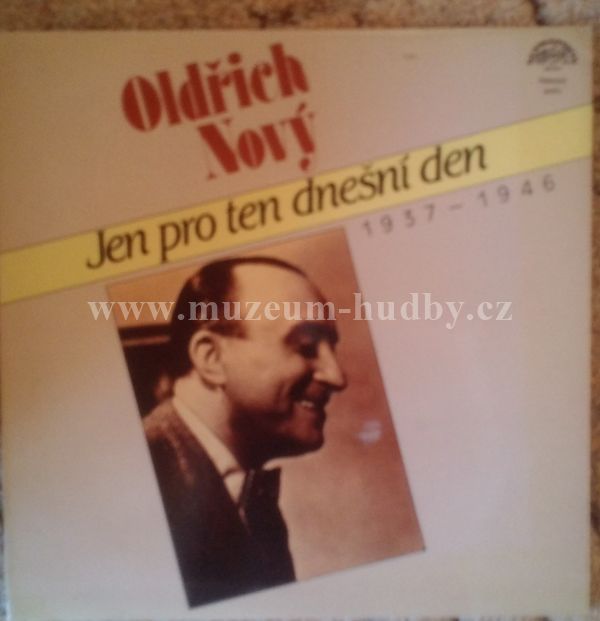 Oldřich
Nový
Jen pro ten dnešní den
1937 – 1946
www.muzeum-hudby.cz